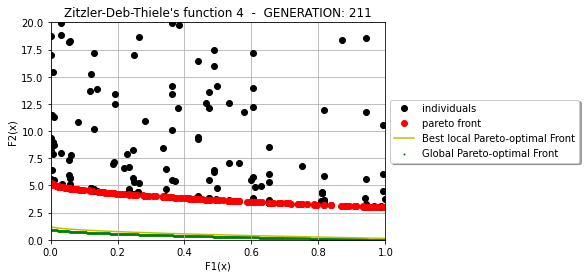 Zitzler-Deb-Thiele's function 4 - GENERATION: 211
20.0
17.5
15.0
12.5
10.0
7.5
5.0
2.5
0.0
F2(x)
0.0 0.2 0.4 0.6 0.8 1.0
F1(x)
individuals
pareto front
Best local Pareto-optimal Front
Global Pareto-optimal Front